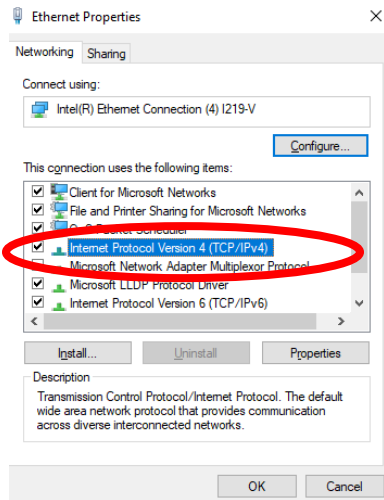 Ethernet Properties
Networking Sharing
Connect using:
Intel(R) Ethernet Connection (4) I219-V
Configure...
This connection uses the following items:
Client for Microsoft Networks
File and Printer Sharing for Microsoft Networks
QoS Packet Scheduler
Internet Protocol Version 4 (TCP/IPv4)
Microsoft Network Adapter Multiplexor Protocol
Microsoft LLDP Protocol Driver
Internet Protocol Version 6 (TCP/IPv6)
Install... Uninstall Properties
Description
Transmission Control Protocol/Internet Protocol. The default
wide area network protocol that provides communication
across diverse interconnected networks.
OK Cancel